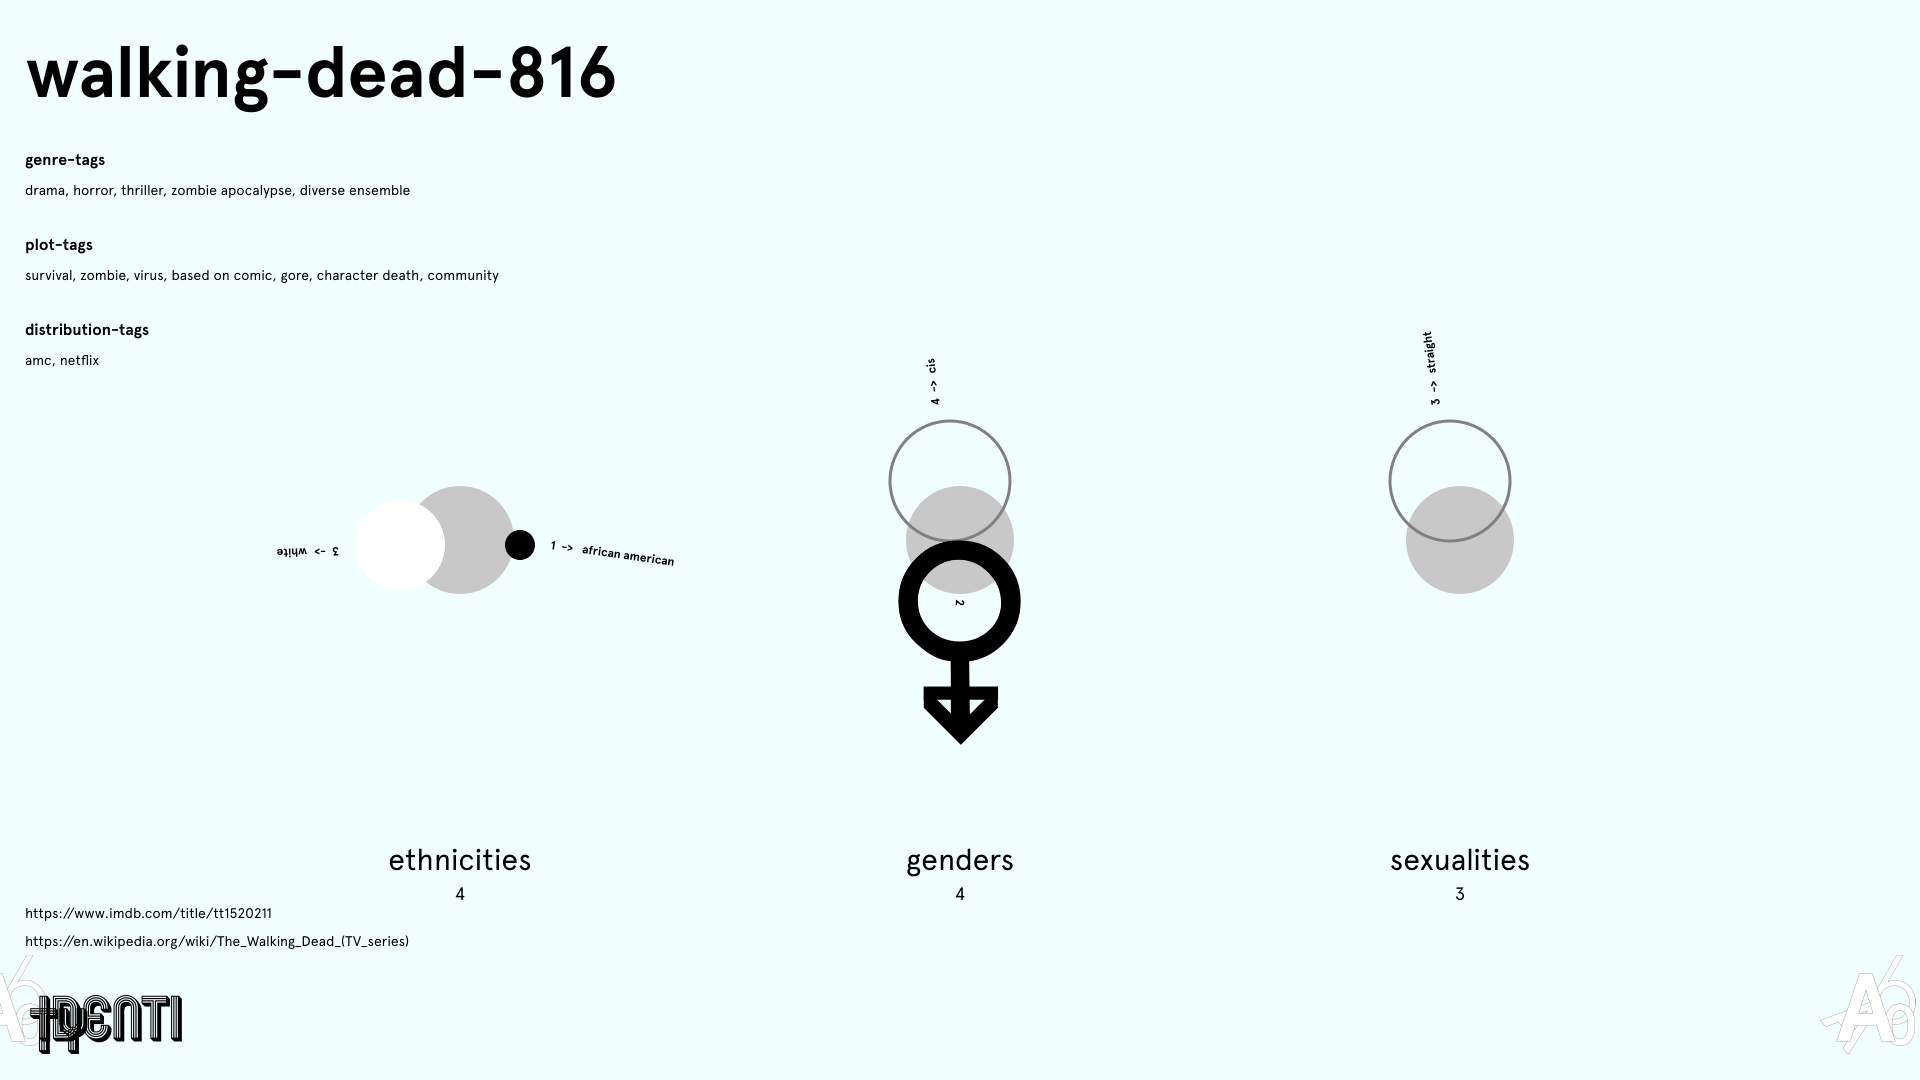 walking-dead-816
genre-tags
drama, horror, thriller, zombie apocalypse, diverse ensemble
plot-tags
survival, zombie, virus, based on comic, gore, character death, community
distribution-tags
amc, netflix
3 -> white
1 -> african american
4 -> cis
2
3 -> straight
ethnicities
4
genders
4
sexualities
3
https://www.imdb.com/title/tt1520211
https://en.wikipedia.org/wiki/The_Walking_Dead_(TV_series)
IDENTI